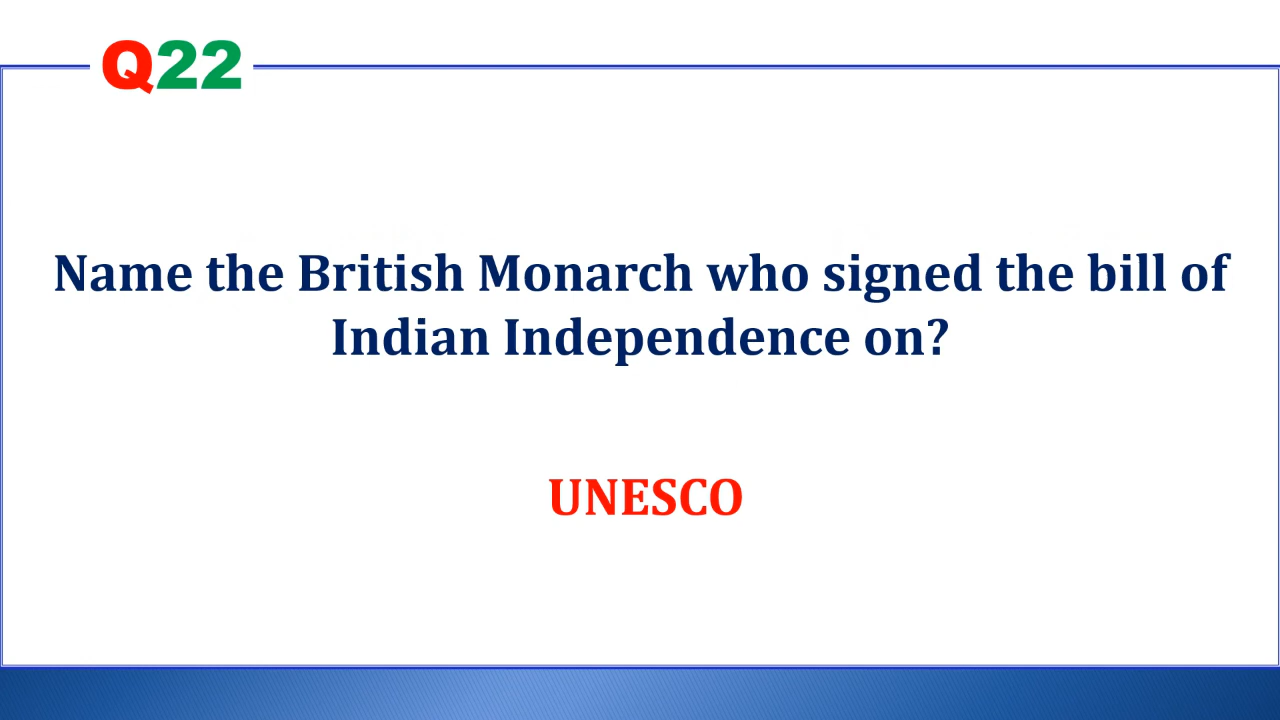 Q22
Name the British Monarch who signed the bill of
Indian Independence on?
UNESCO